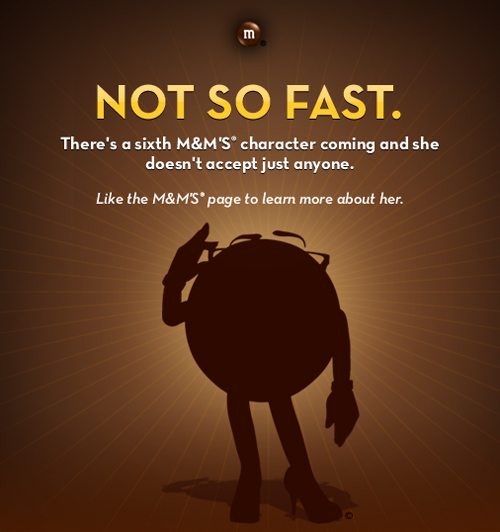 m
NOT SO FAST.
There's a sixth M&M'S® character coming and she
doesn't accept just anyone.
Like the M&M'S® page to learn more about her.
©